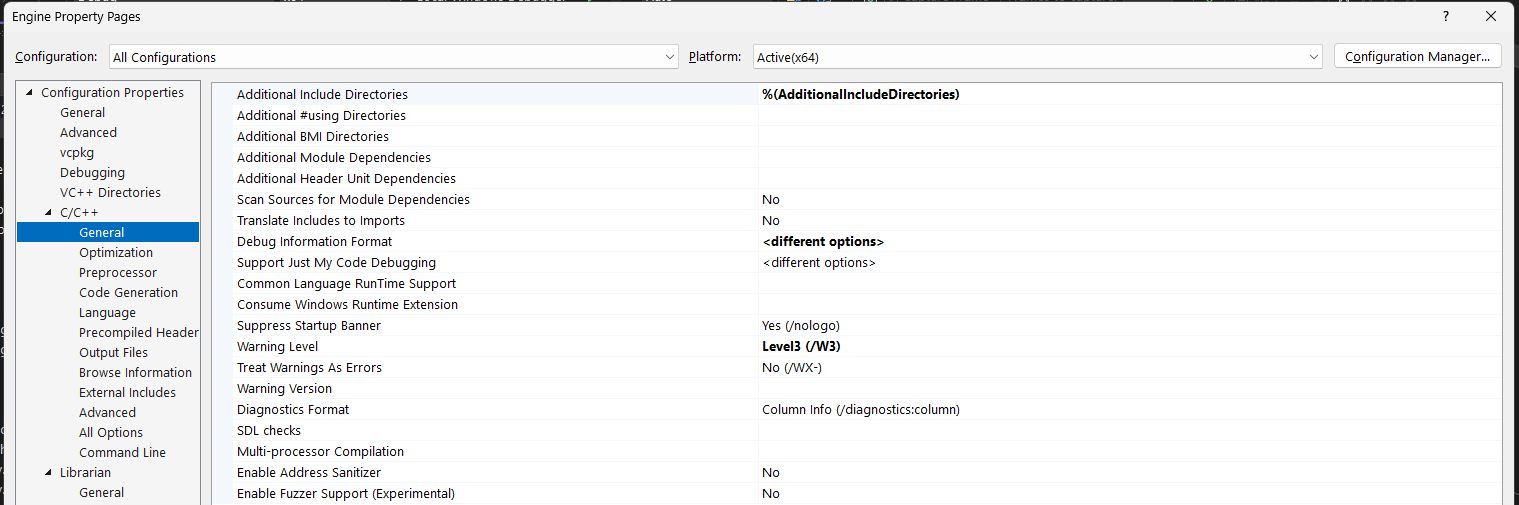 Engine Property Pages
? ×
Configuration: All Configurations Platform: Active(x64) Configuration Manager...
Configuration Properties
General
Advanced
vcpkg
Debugging
VC++ Directories
C/C++
General
Optimization
Preprocessor
Code Generation
Language
Precompiled Header
Output Files
Browse Information
External Includes
Advanced
All Options
Command Line
Librarian
General
Additional Include Directories %(AdditionalIncludeDirectories)
Additional #using Directories
Additional BMI Directories
Additional Module Dependencies
Additional Header Unit Dependencies
Scan Sources for Module Dependencies No
Translate Includes to Imports No
Debug Information Format <different options>
Support Just My Code Debugging <different options>
Common Language RunTime Support
Consume Windows Runtime Extension
Suppress Startup Banner Yes (/nologo)
Warning Level Level3 (/W3)
Treat Warnings As Errors No (/WX-)
Warning Version
Diagnostics Format Column Info (/diagnostics:column)
SDL checks
Multi-processor Compilation
Enable Address Sanitizer No
Enable Fuzzer Support (Experimental) No